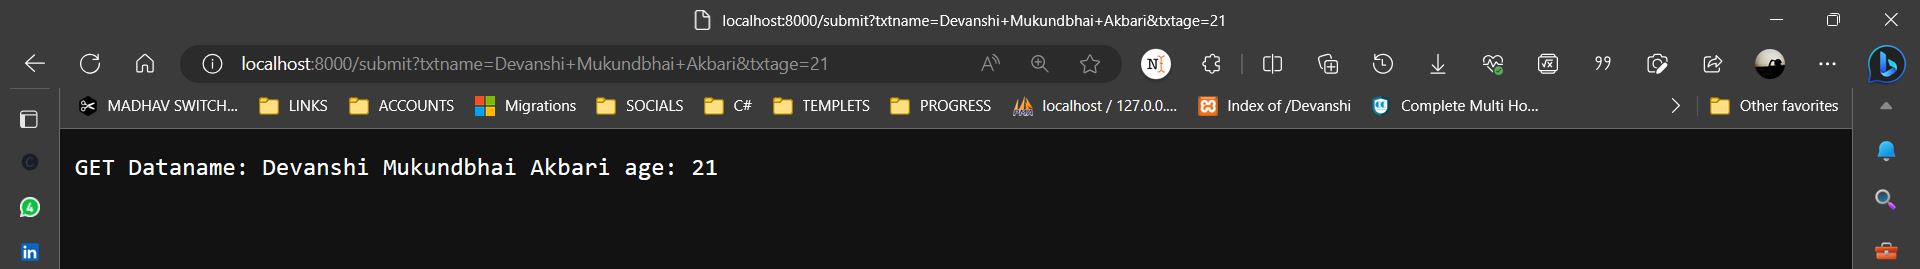 localhost:8000/submit?txtname=Devanshi+Mukundbhai+Akbari&txtage=21
localhost:8000/submit?txtname=Devanshi+Mukundbhai+Akbari&txtage=21
MADHAV SWITCH... LINKS ACCOUNTS Migrations SOCIALS C# TEMPLETS PROGRESS localhost / 127.0.0.... Index of /Devanshi Complete Multi Ho... Other favorites
GET Dataname: Devanshi Mukundbhai Akbari age: 21
4
in